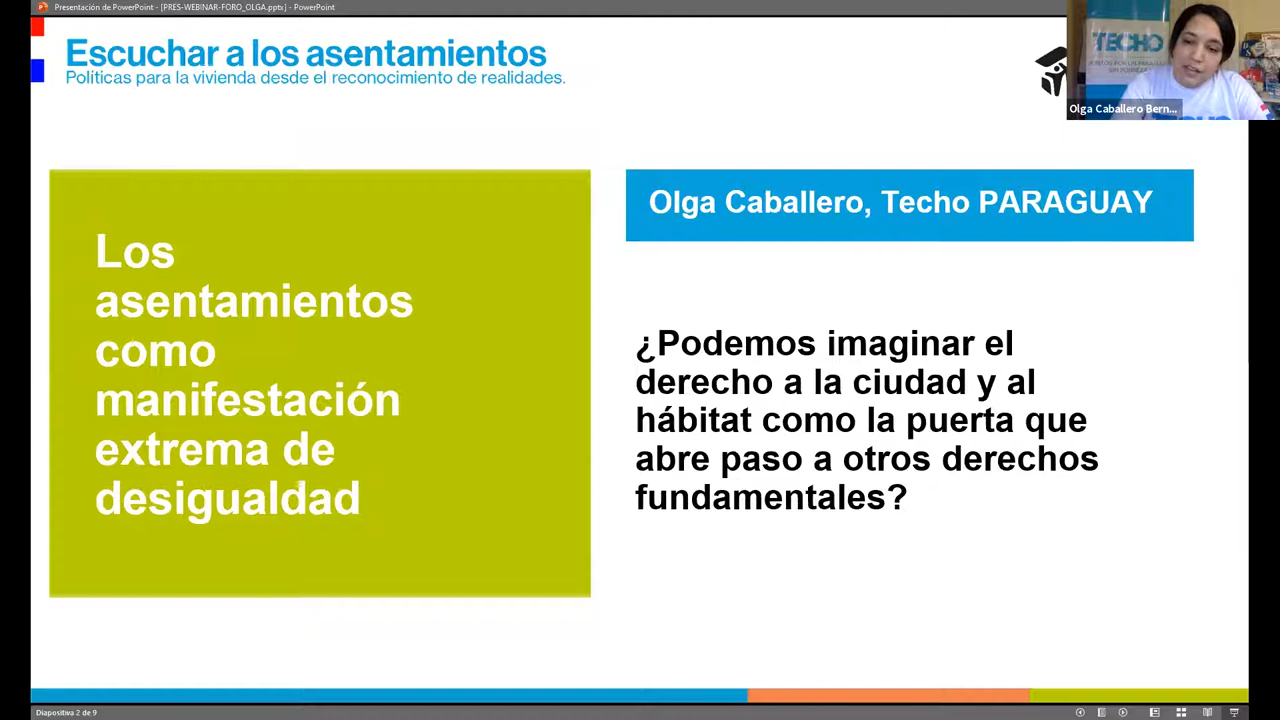 Presentación de PowerPoint - [PRES-WEBINAR-FORO_OLGA.pptx] - PowerPoint
Escuchar a los asentamientos
Políticas para la vivienda desde el reconocimiento de realidades.
TECHO
Olga Caballero Bern...
Los
asentamientos
como
manifestación
extrema de
desigualdad
Olga Caballero, Techo PARAGUAY
¿Podemos imaginar el
derecho a la ciudad y al
hábitat como la puerta que
abre paso a otros derechos
fundamentales?
Diapositiva 2 de 9